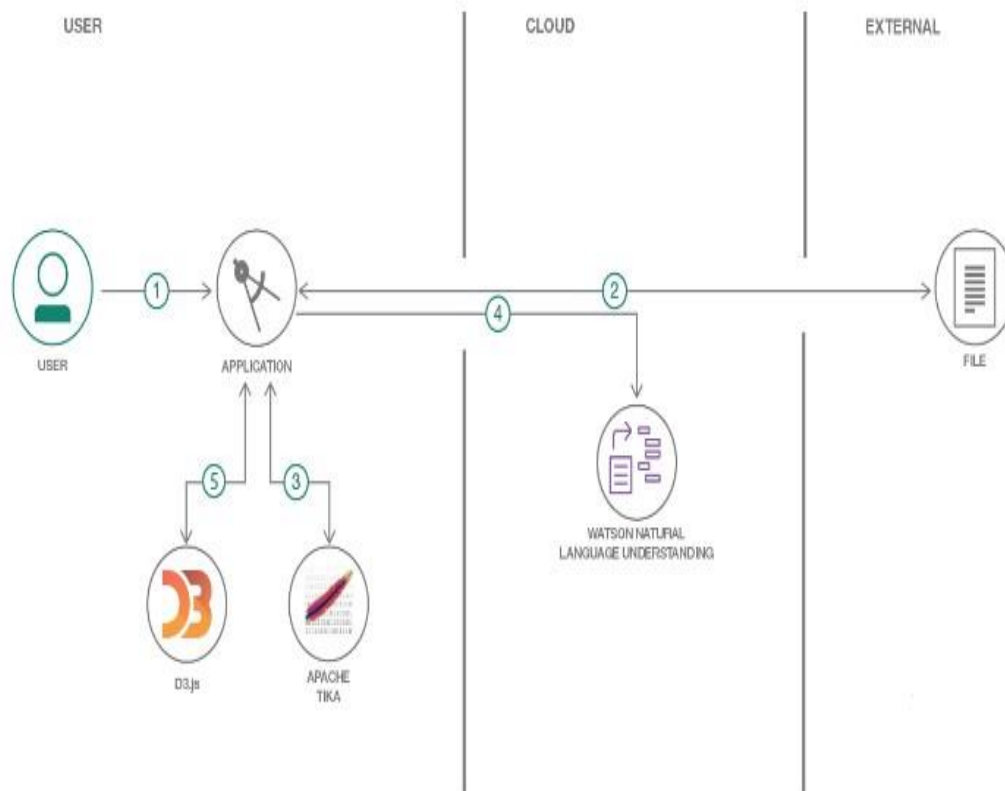 USER
CLOUD
EXTERNAL
1
2
4
USER
APPLICATION
FILE
5
3
WATSON NATURAL
LANGUAGE UNDERSTANDING
D3
D3.js
APACHE
TIKA